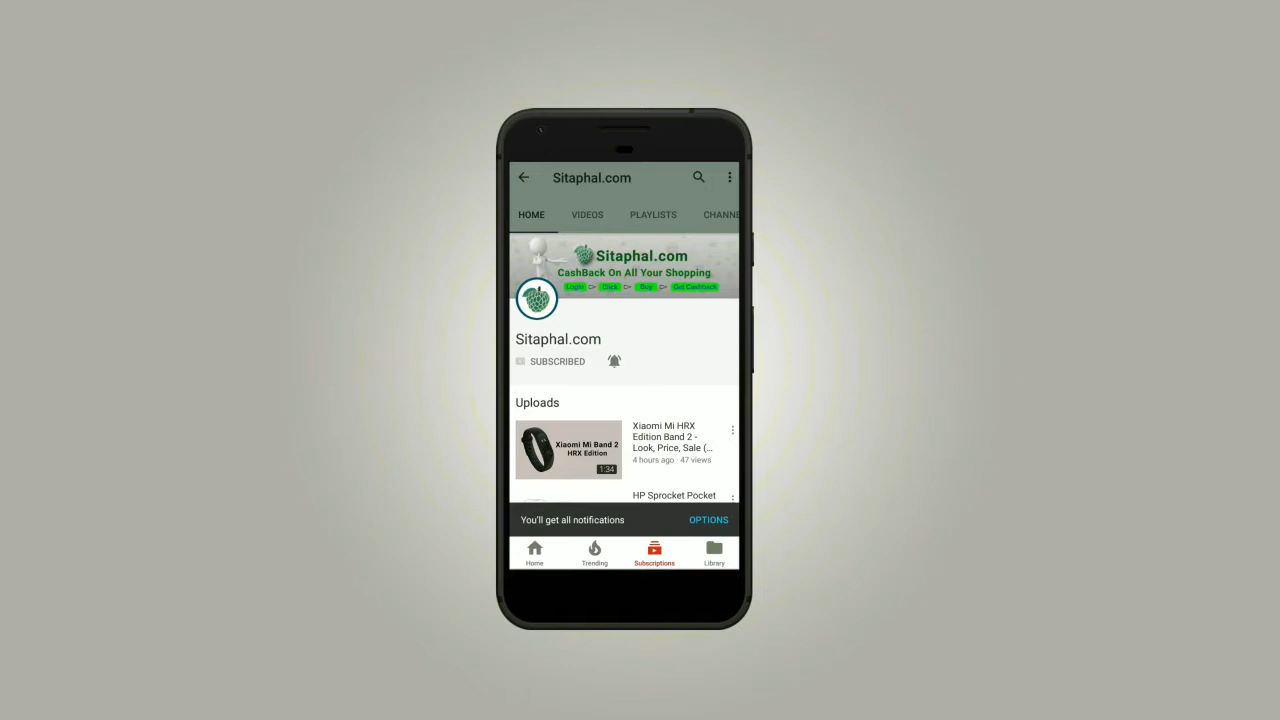 Sitaphal.com
HOME VIDEOS PLAYLISTS CHANNE
Sitaphal.com
CashBack On All Your Shopping
Login Click Buy Get Cashback
Sitaphal.com
SUBSCRIBED
Uploads
Xiaomi Mi Band 2
HRX Edition
1:34
Xiaomi Mi HRX
Edition Band 2 -
Look, Price, Sale (...
4 hours ago · 47 views
HP Sprocket Pocket
You'll get all notifications OPTIONS
Home Trending Subscriptions Library